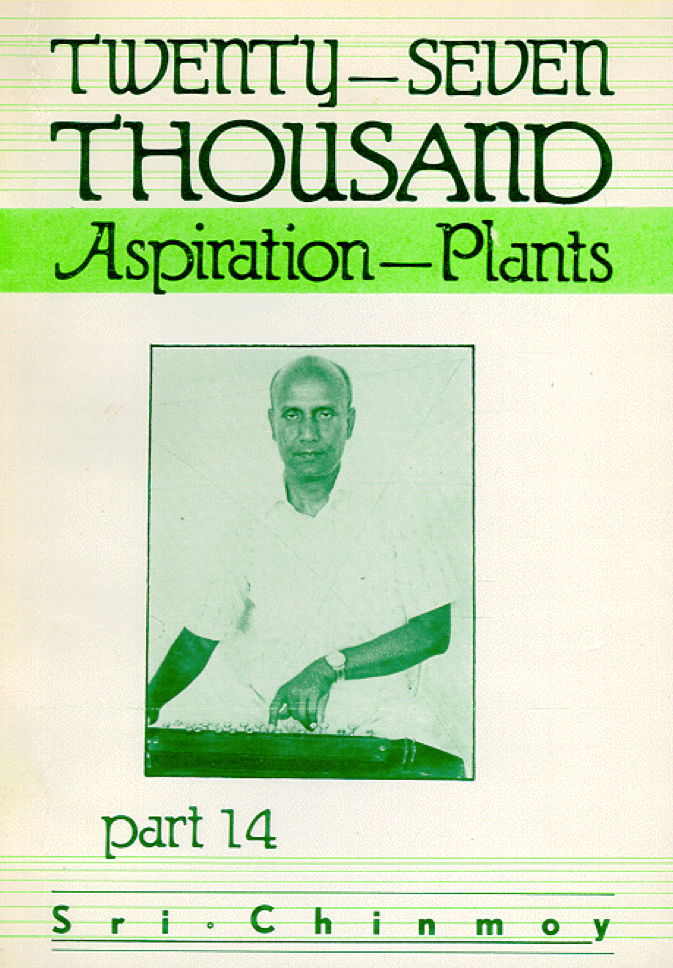 TWENTY–SEVEN
THOUSAND
Aspiration–Plants
part 14
Sri Chinmoy